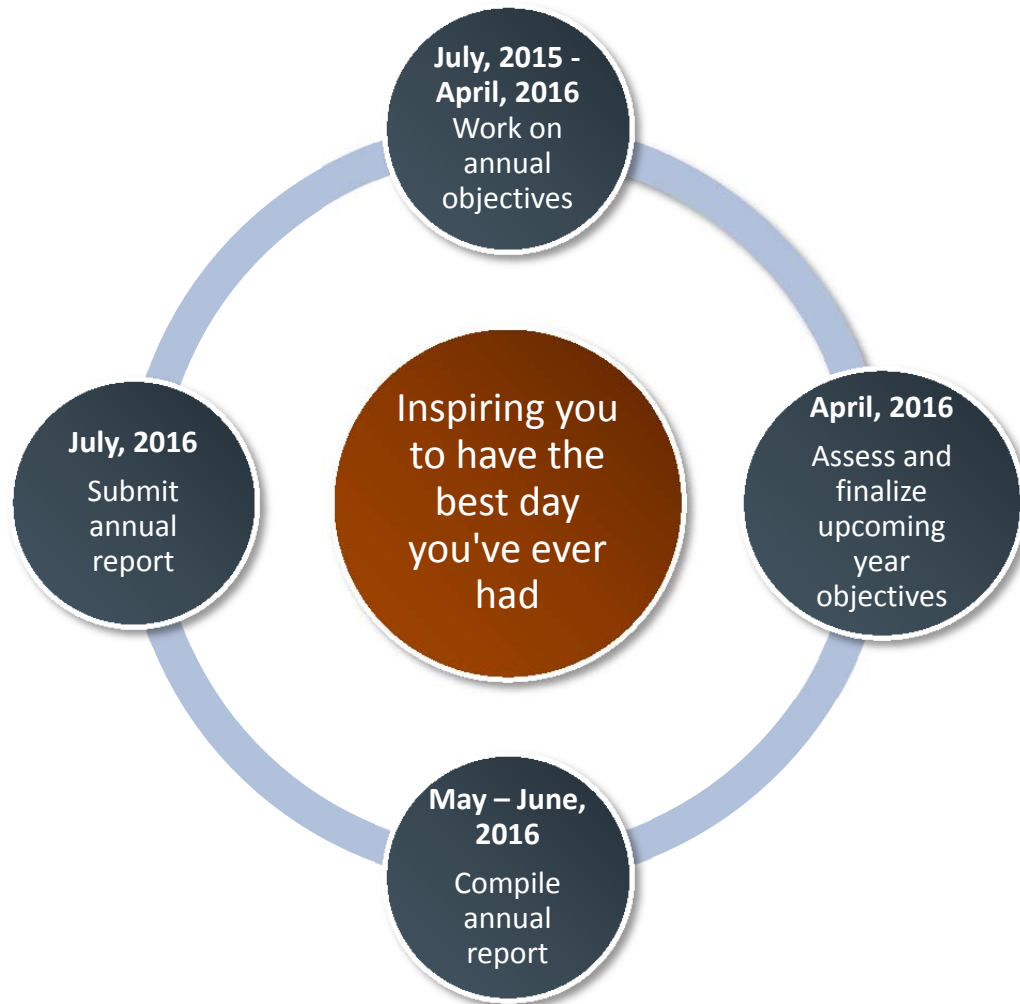 July, 2015 -
April, 2016
Work on
annual
objectives
Inspiring you
to have the
best day
you've ever
had
April, 2016
Assess and
finalize
upcoming
year
objectives
July, 2016
Submit
annual
report
May – June,
2016
Compile
annual
report